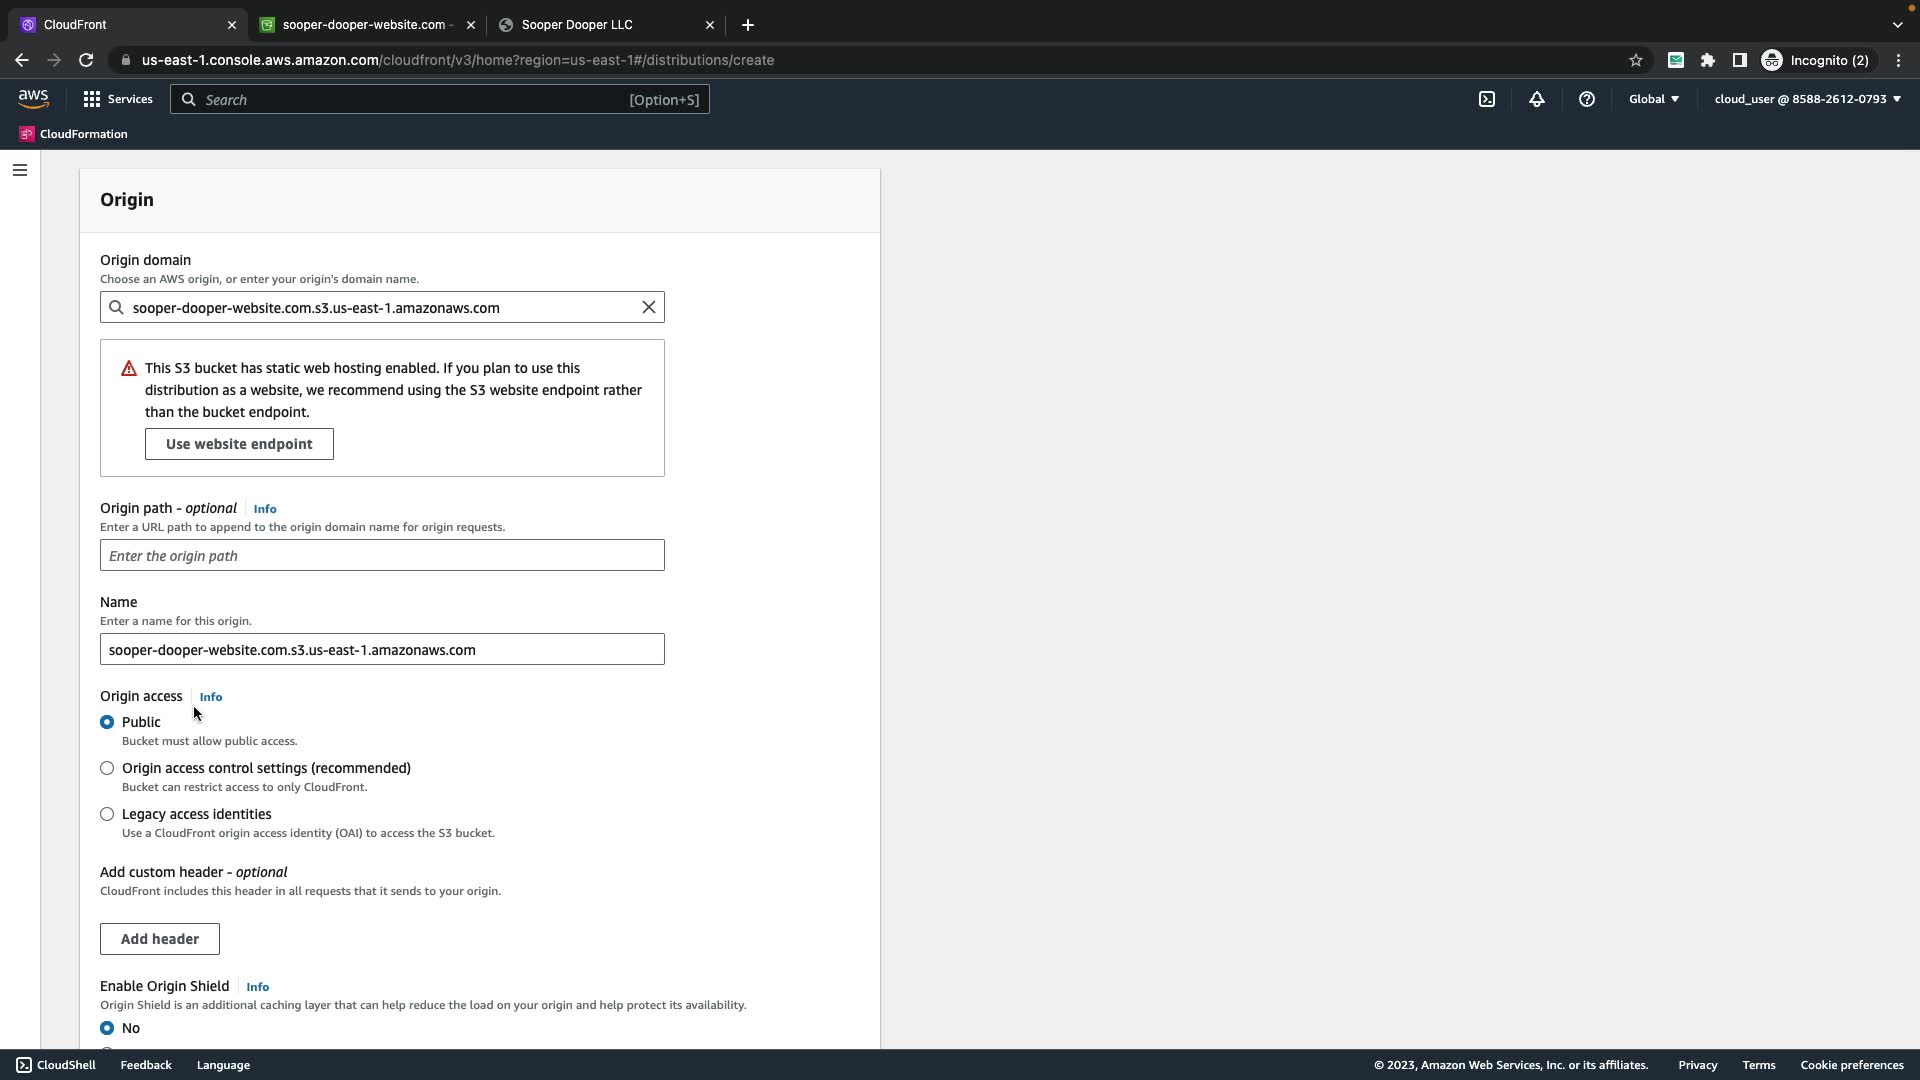 CloudFront
sooper-dooper-website.com -
Sooper Dooper LLC
us-east-1.console.aws.amazon.com/cloudfront/v3/home?region=us-east-1#/distributions/create
Incognito (2)
aws
Services
Search
[Option+S]
Global
cloud_user @ 8588-2612-0793
CloudFormation
Origin
Origin domain
Choose an AWS origin, or enter your origin's domain name.
sooper-dooper-website.com.s3.us-east-1.amazonaws.com
This S3 bucket has static web hosting enabled. If you plan to use this
distribution as a website, we recommend using the S3 website endpoint rather
than the bucket endpoint.
Use website endpoint
Origin path - optional Info
Enter a URL path to append to the origin domain name for origin requests.
Enter the origin path
Name
Enter a name for this origin.
sooper-dooper-website.com.s3.us-east-1.amazonaws.com
Origin access Info
Public
Bucket must allow public access.
Origin access control settings (recommended)
Bucket can restrict access to only CloudFront.
Legacy access identities
Use a CloudFront origin access identity (OAI) to access the S3 bucket.
Add custom header - optional
CloudFront includes this header in all requests that it sends to your origin.
Add header
Enable Origin Shield Info
Origin Shield is an additional caching layer that can help reduce the load on your origin and help protect its availability.
No
CloudShell
Feedback
Language
© 2023, Amazon Web Services, Inc. or its affiliates.
Privacy
Terms
Cookie preferences